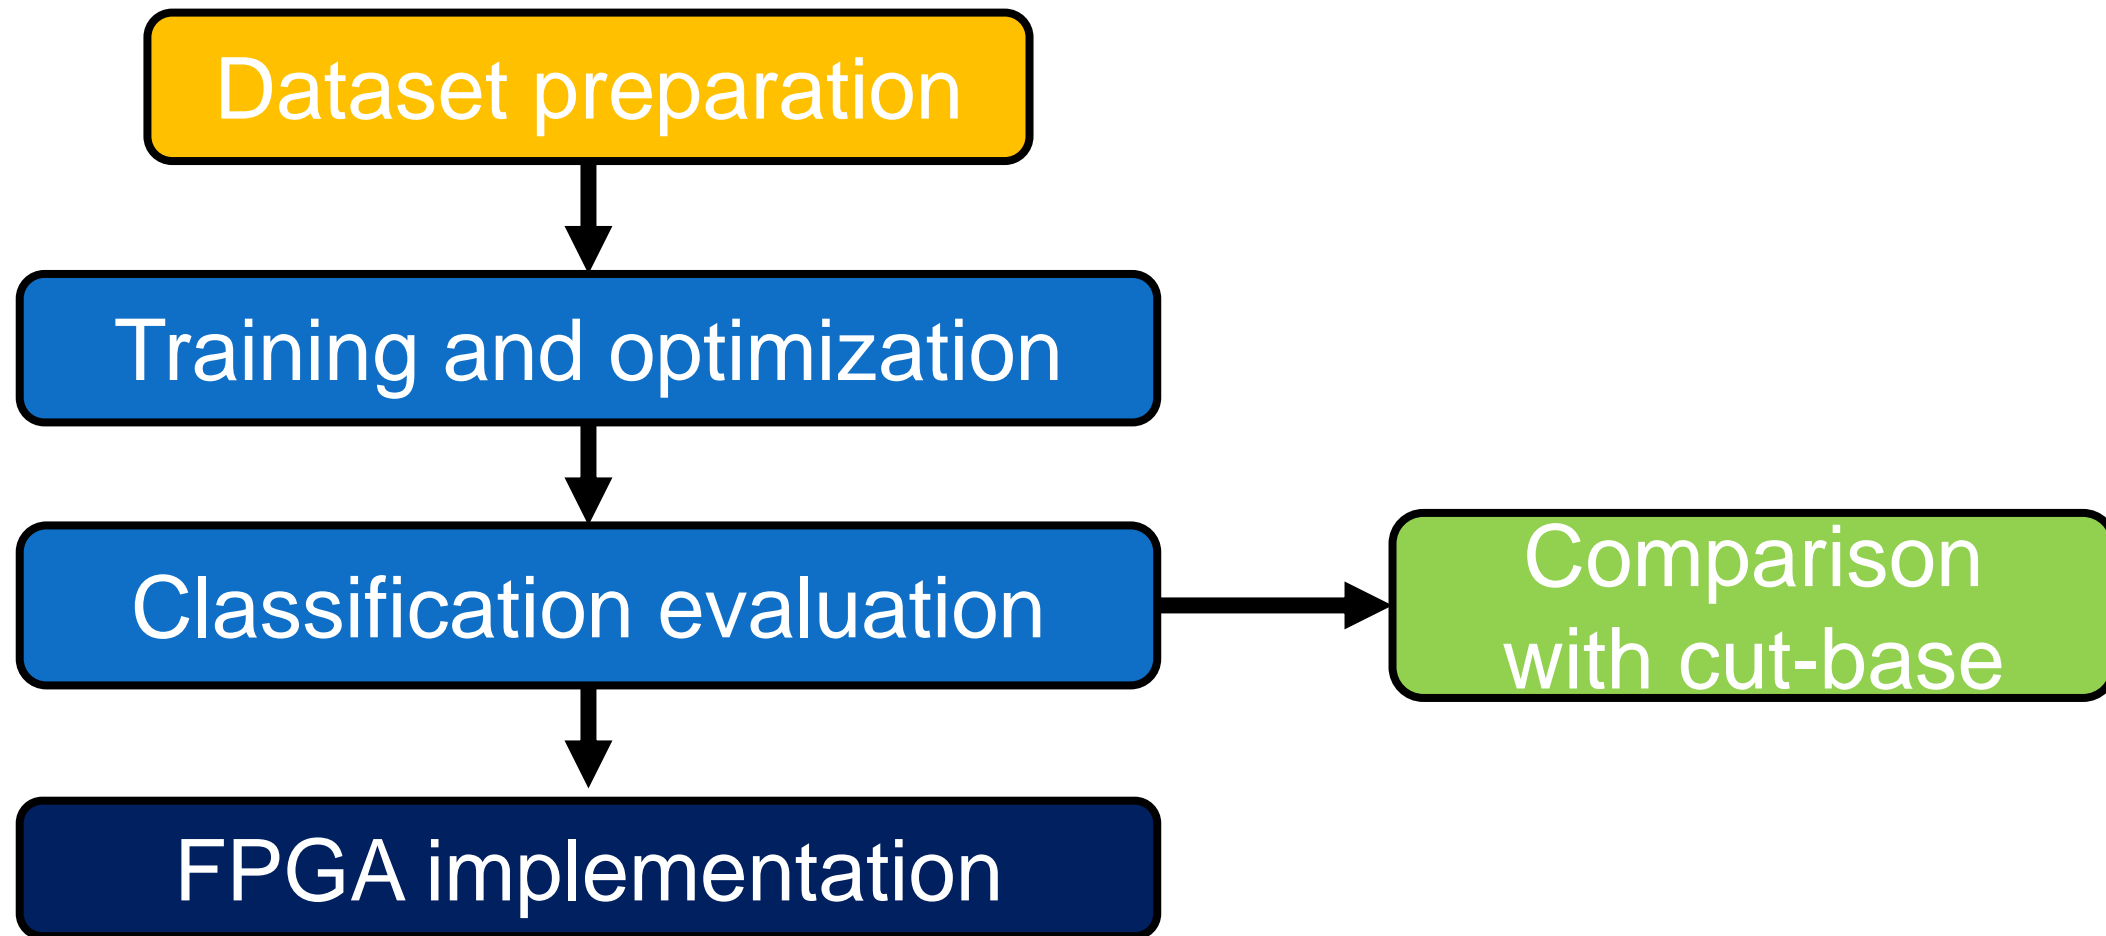 Dataset preparation
Training and optimization
Classification evaluation
Comparison
with cut-base
FPGA implementation